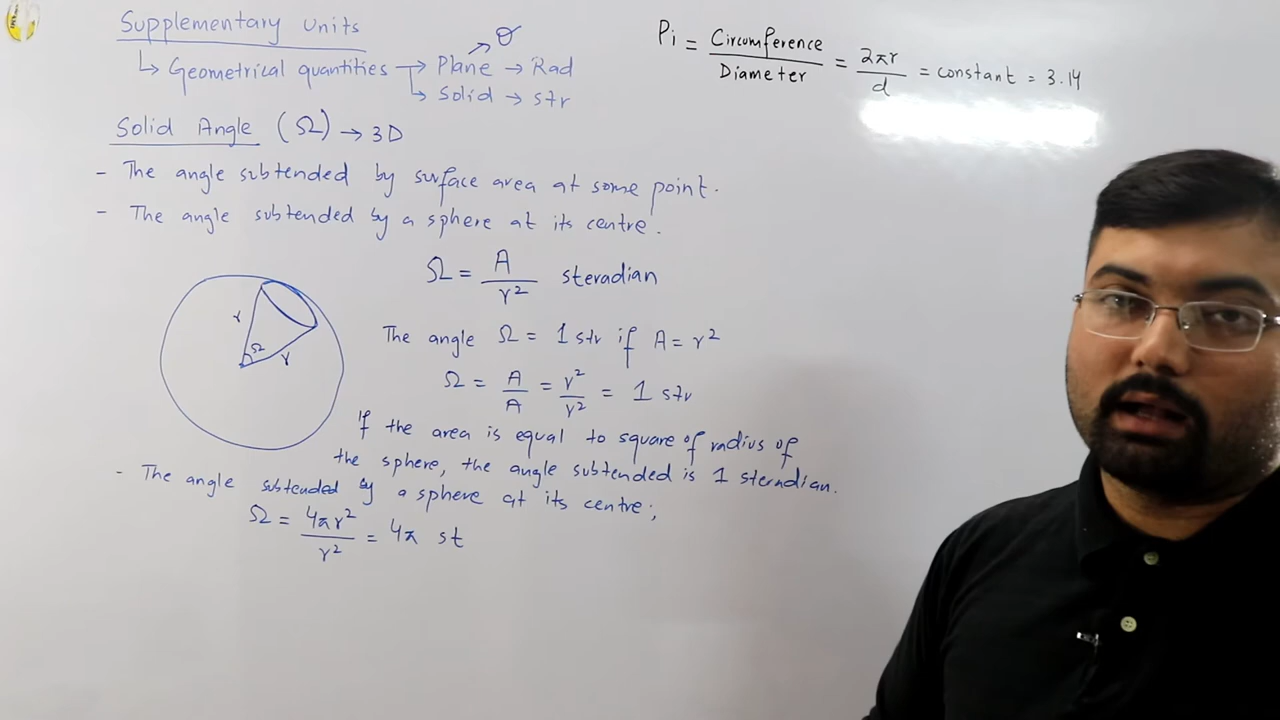 Supplementary Units
↳ Geometrical quantities → Plane → Rad
θ
↳ Solid → str
Solid Angle (Ω) → 3D
- The angle subtended by surface area at some point.
- The angle subtended by a sphere at its centre.
Ω = A / r² steradian
The angle Ω = 1 str if A = r²
Ω = A / A = r² / r² = 1 str
If the area is equal to square of radius of
the sphere, the angle subtended is 1 sterdian.
- The angle subtended by a sphere at its centre;
Ω = 4πr² / r² = 4π st
r
Ω
r
Pi = Circumference / Diameter = 2πr / d = constant = 3.14